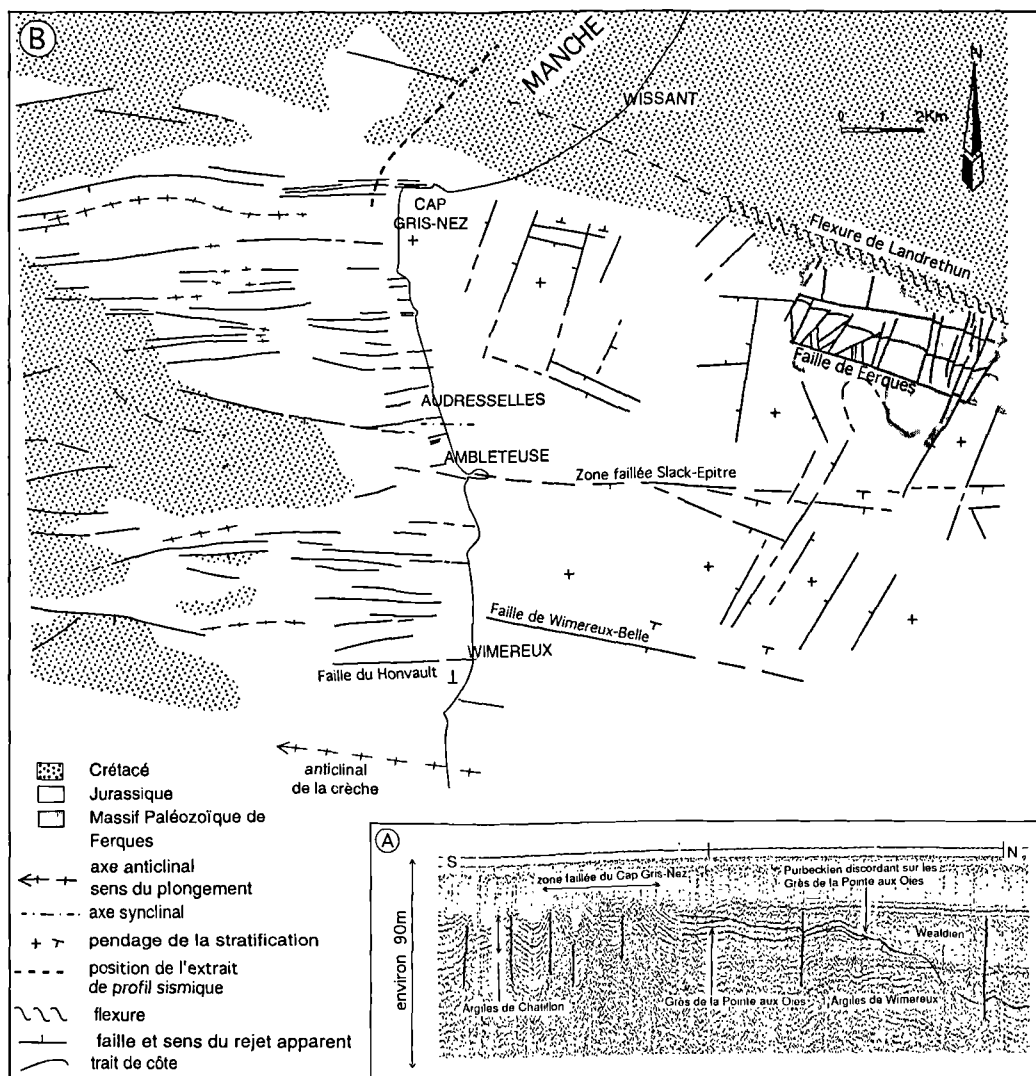 B
MANCHE
N
WISSANT
0 1 2Km
CAP
GRIS-NEZ
Flexure de Landrethun
Faille de Ferques
AUDRESSELLES
AMBLETEUSE
Zone faillée Slack-Epitre
Faille de Wimereux-Belle
WIMEREUX
Faille du Honvault
anticlinal
de la crèche
Crétacé
Jurassique
Massif Paléozoïque de
Ferques
axe anticlinal
sens du plongement
axe synclinal
pendage de la stratification
position de l'extrait
de profil sismique
flexure
faille et sens du rejet apparent
trait de côte
A
S
N
zone faillée du Cap Gris-Nez
Purbeckien discordant sur les
Grès de la Pointe aux Oies
Wealdien
environ 90m
Argiles de Chatillon
Grès de la Pointe aux Oies
Argiles de Wimereux